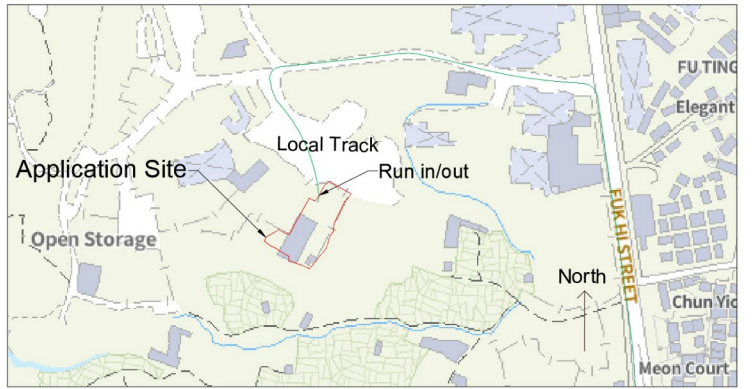 FU TING
Elegant
Local Track
Application Site
Run in/out
Open Storage
FUK HI STREET
North
Chun Yic
Meon Court